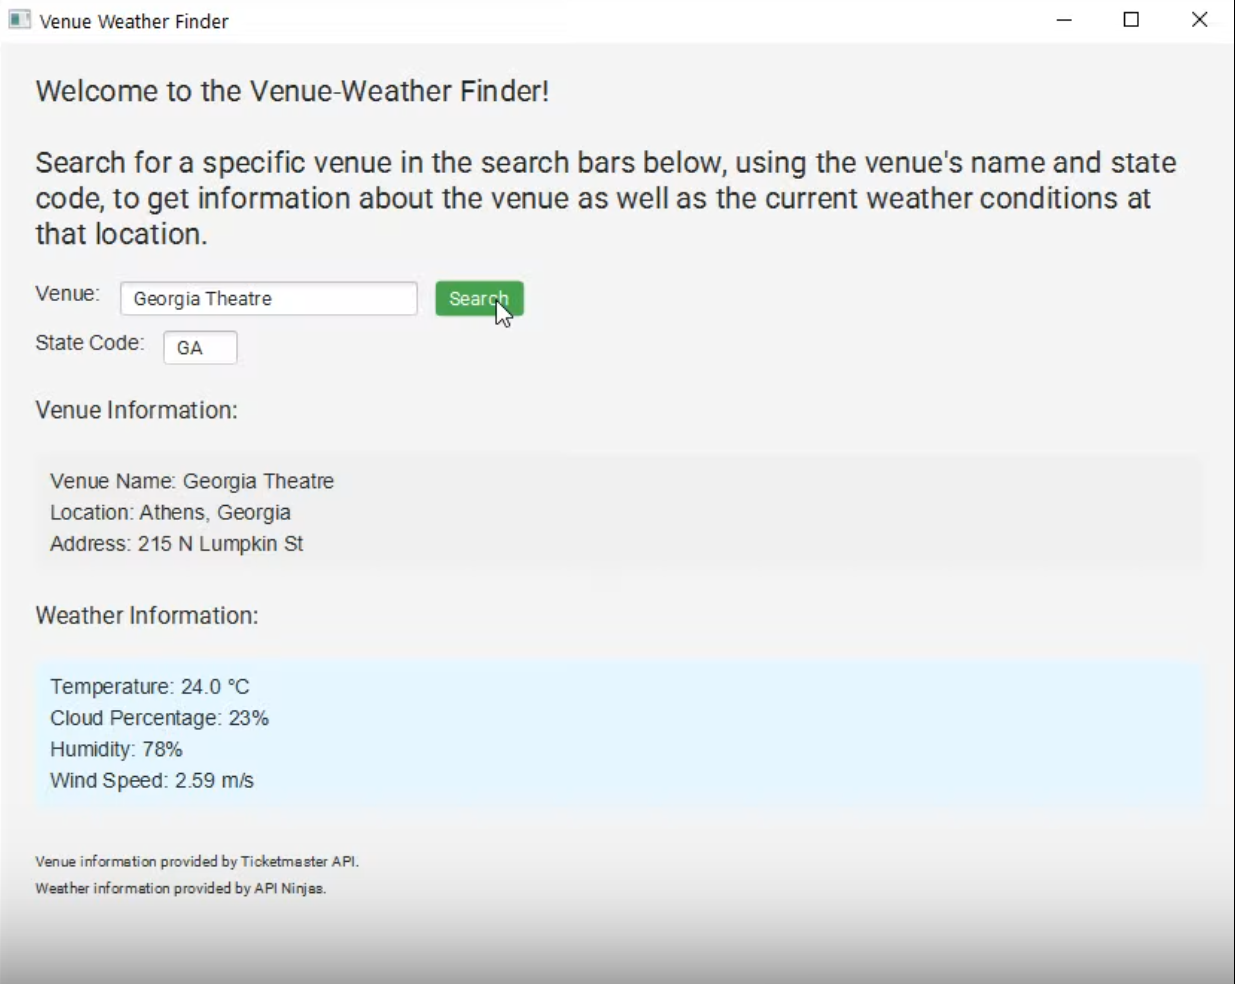 Venue Weather Finder
Welcome to the Venue-Weather Finder!
Search for a specific venue in the search bars below, using the venue's name and state
code, to get information about the venue as well as the current weather conditions at
that location.
Venue: Georgia Theatre Search
State Code: GA
Venue Information:
Venue Name: Georgia Theatre
Location: Athens, Georgia
Address: 215 N Lumpkin St
Weather Information:
Temperature: 24.0 °C
Cloud Percentage: 23%
Humidity: 78%
Wind Speed: 2.59 m/s
Venue information provided by Ticketmaster API.
Weather information provided by API Ninjas.